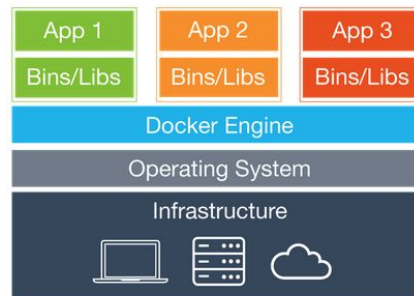 App 1 App 2 App 3
Bins/Libs Bins/Libs Bins/Libs
Docker Engine
Operating System
Infrastructure